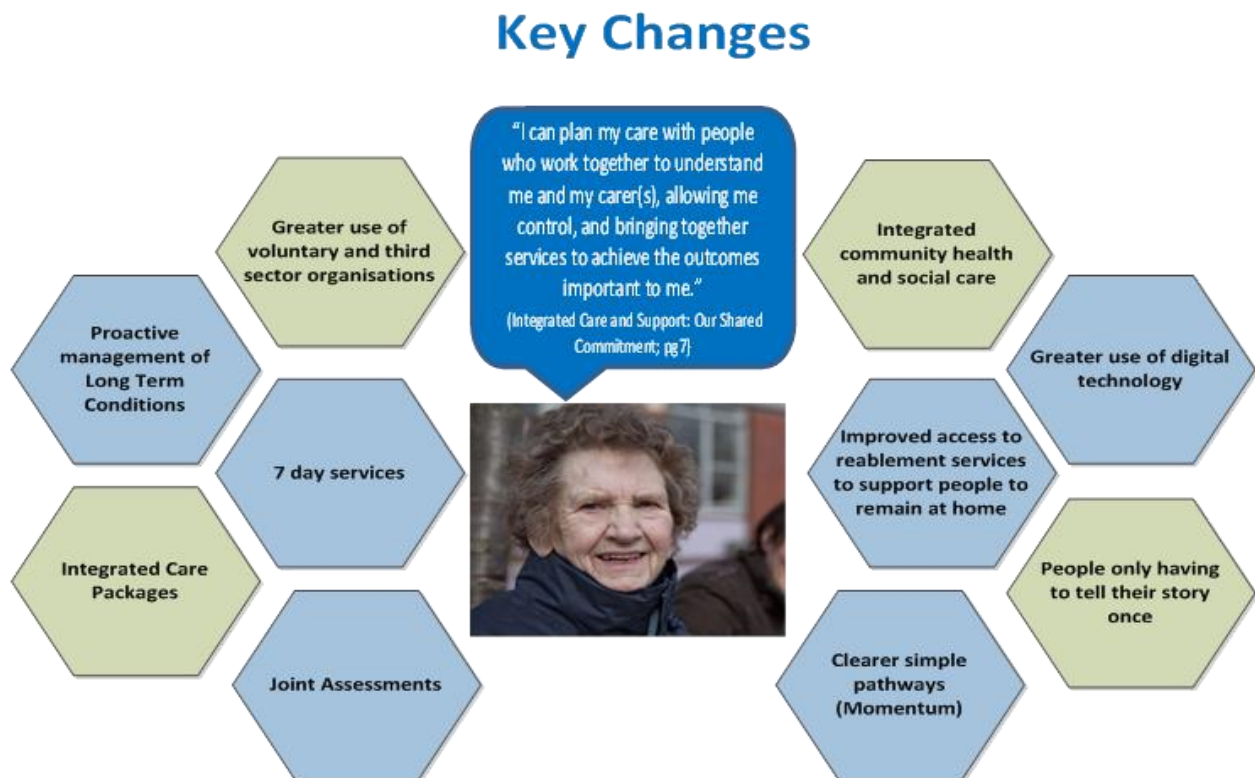 Key Changes
"I can plan my care with people
who work together to understand
me and my carer(s), allowing me
control, and bringing together
services to achieve the outcomes
important to me."
(Integrated Care and Support: Our Shared
Commitment; pg7}
Greater use of
voluntary and third
sector organisations
Proactive
management of
Long Term
Conditions
7 day services
Integrated Care
Packages
Joint Assessments
Integrated
community health
and social care
Greater use of digital
technology
Improved access to
reablement services
to support people to
remain at home
People only having
to tell their story
once
Clearer simple
pathways
(Momentum)